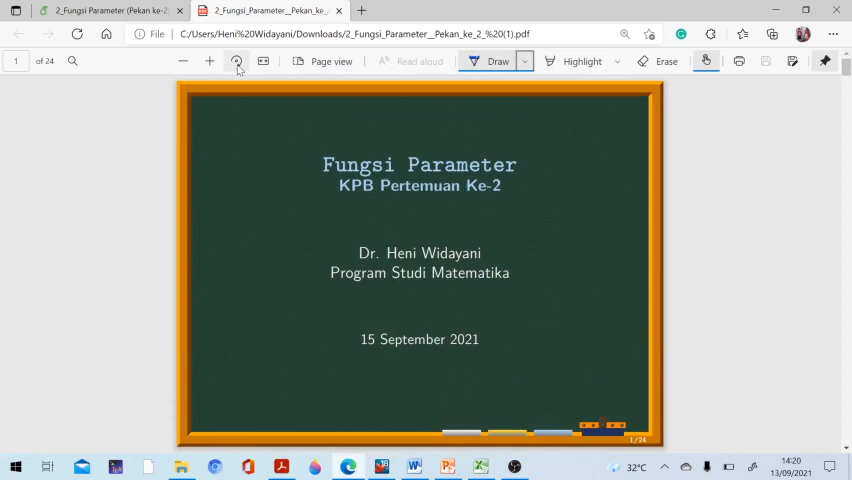 2_Fungsi Parameter (Pekan ke-2)
2_Fungsi_Parameter__Pekan_ke_
File
C:/Users/Heni%20Widayani/Downloads/2_Fungsi_Parameter__Pekan_ke_2_%20(1).pdf
1 of 24
Page view
Read aloud
Draw
Highlight
Erase
Fungsi Parameter
KPB Pertemuan Ke-2
Dr. Heni Widayani
Program Studi Matematika
15 September 2021
1/24
32°C
14:20
13/09/2021